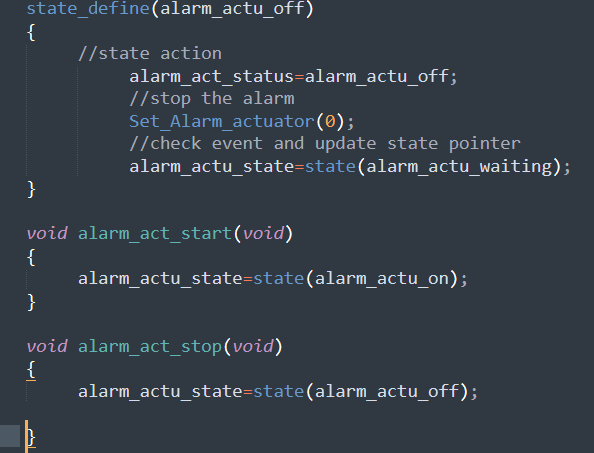 state_define(alarm_actu_off)
{
//state action
alarm_act_status=alarm_actu_off;
//stop the alarm
Set_Alarm_actuator(0);
//check event and update state pointer
alarm_actu_state=state(alarm_actu_waiting);
}
void alarm_act_start(void)
{
alarm_actu_state=state(alarm_actu_on);
}
void alarm_act_stop(void)
{
alarm_actu_state=state(alarm_actu_off);
}